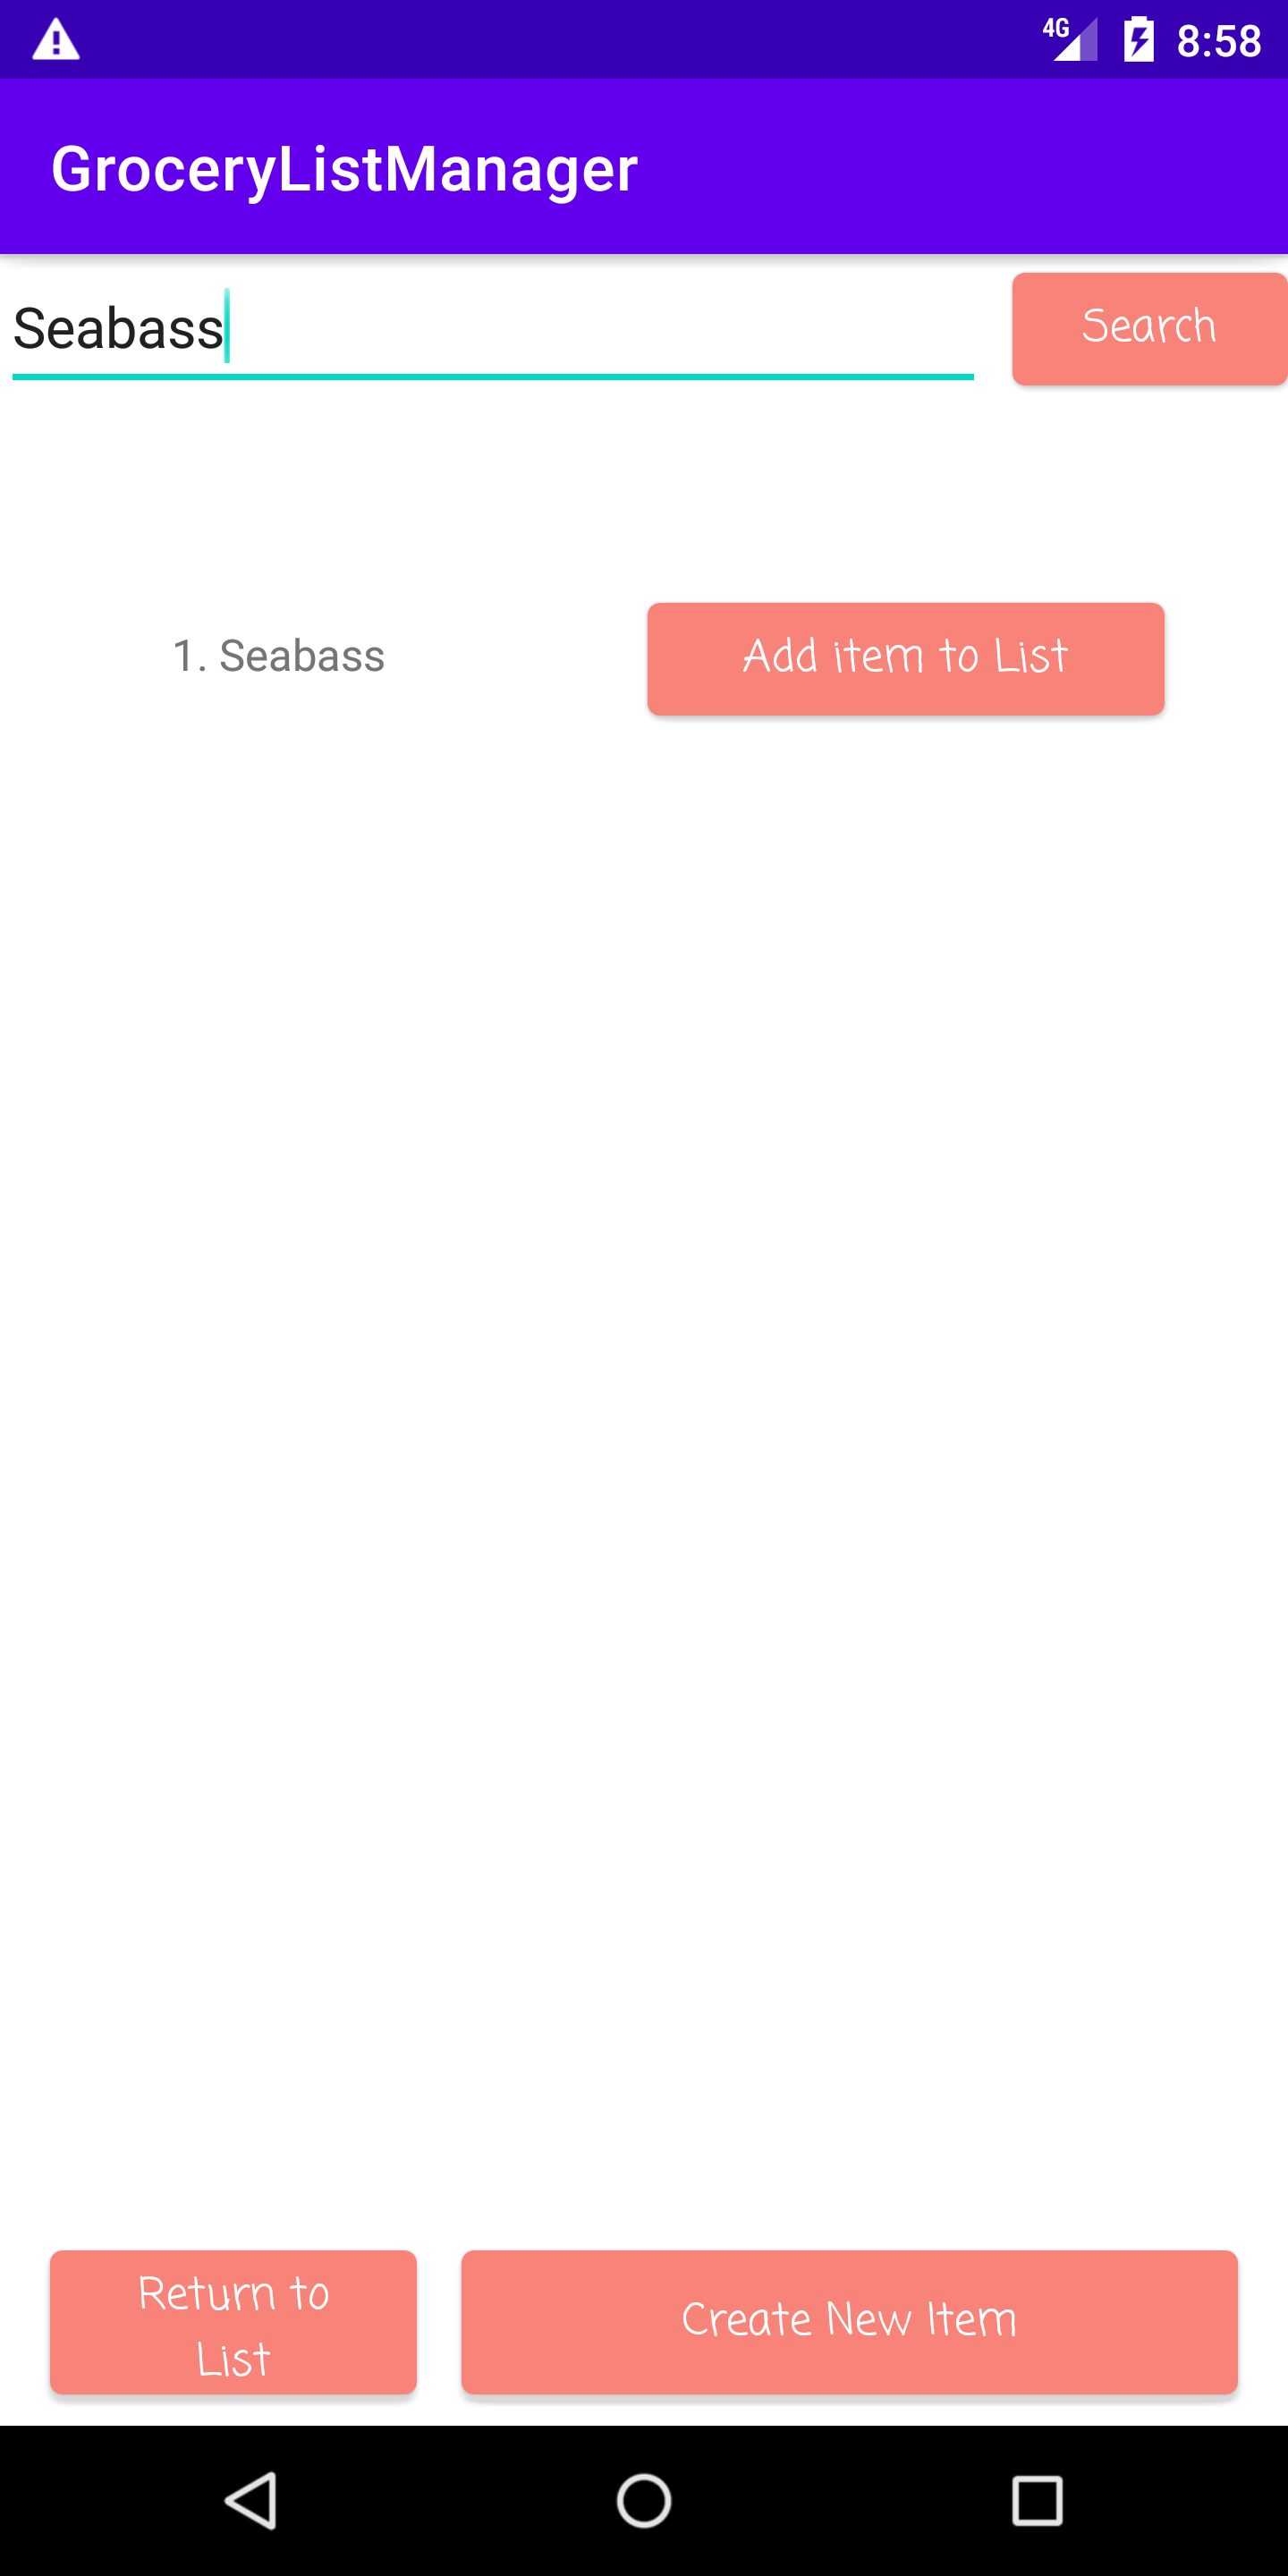 4G 8:58
GroceryListManager
Seabass
Search
1. Seabass
Add item to List
Return to
List
Create New Item